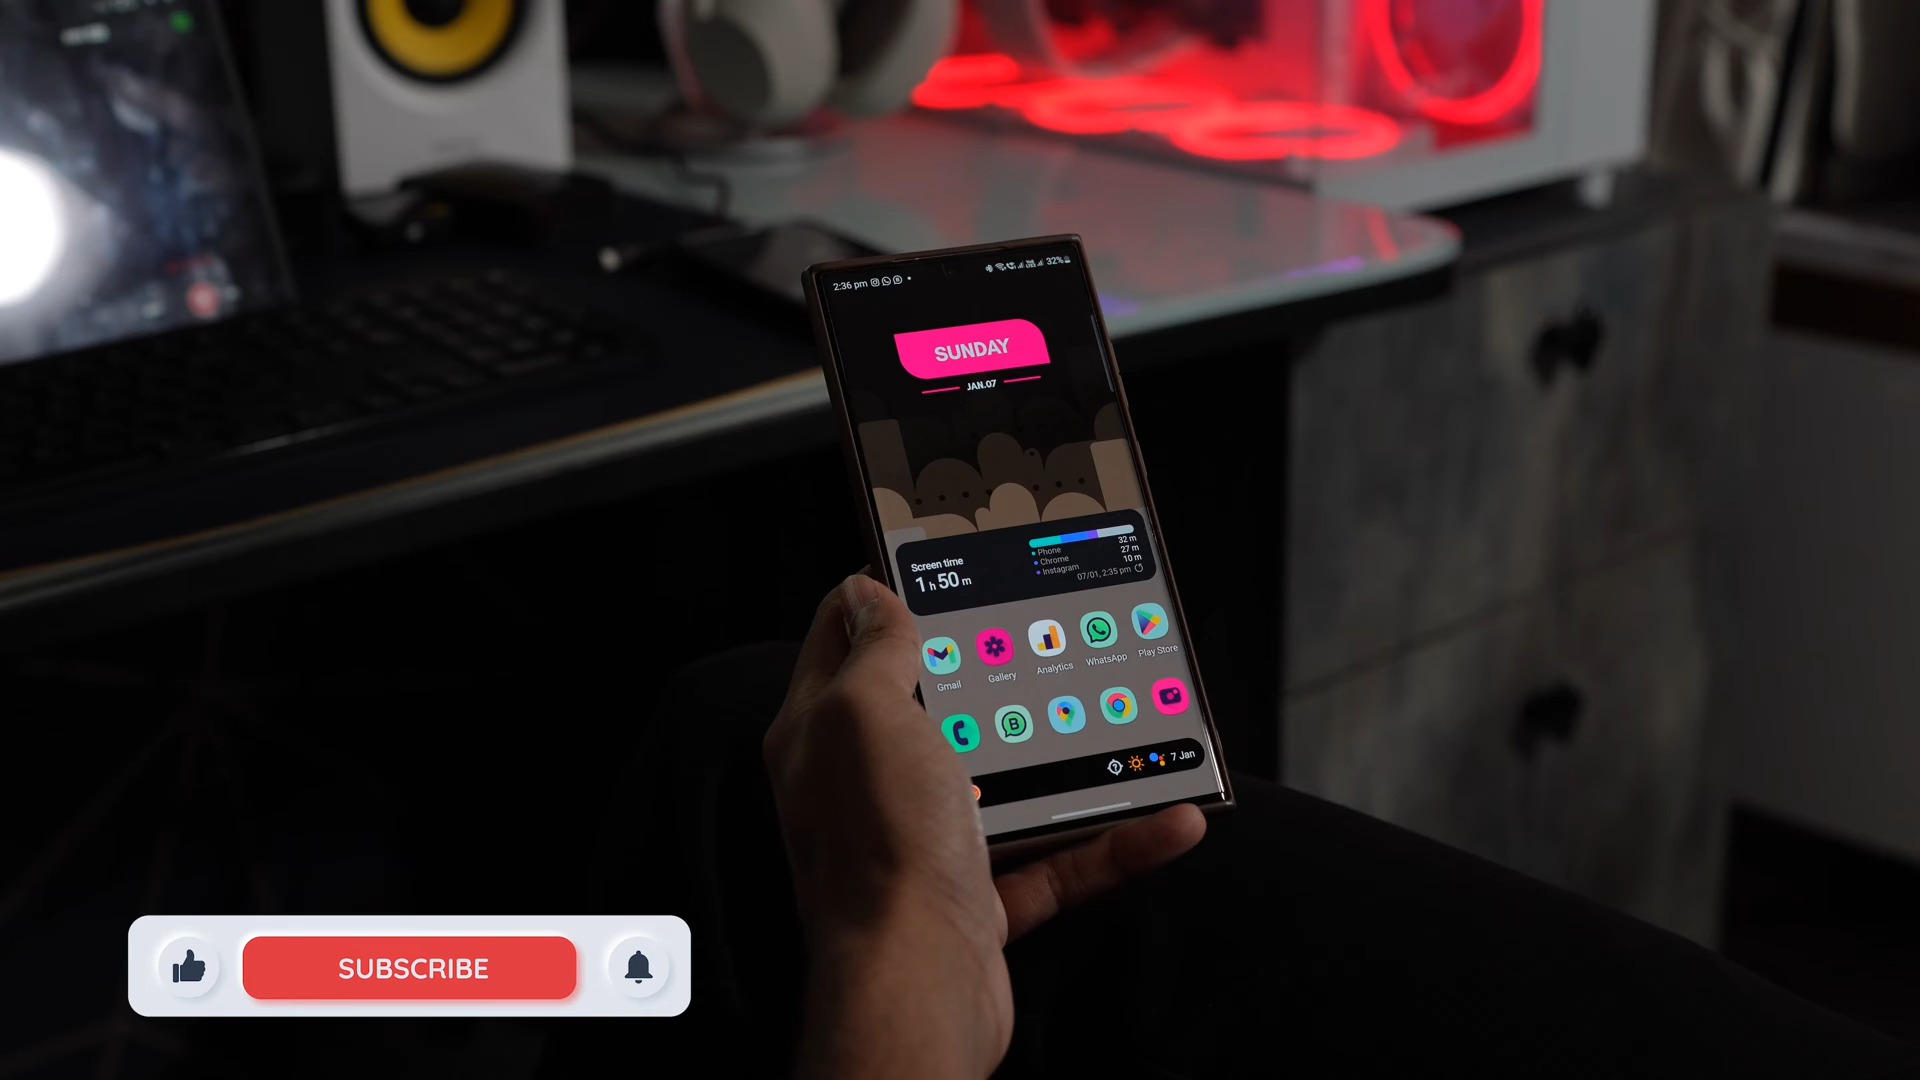 2:36 pm
32%
SUNDAY
JAN.07
Screen time
1 h 50 m
Phone 32 m
Chrome 27 m
Instagram 10 m
07/01, 2:35 pm
Gmail
Gallery
Analytics
WhatsApp
Play Store
B
7 Jan
SUBSCRIBE